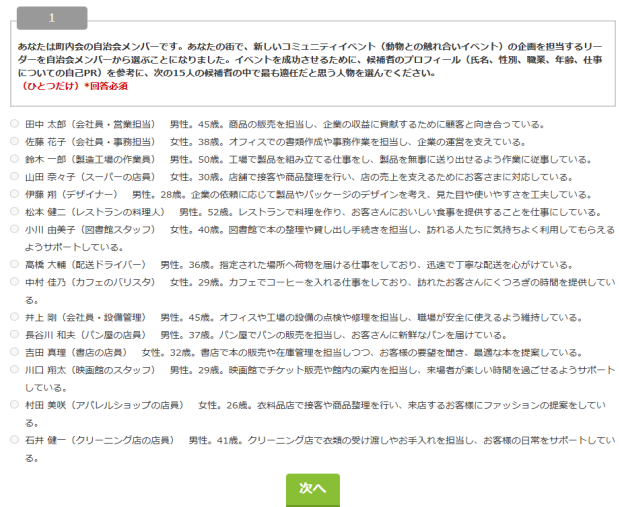 1
あなたは町内会の自治会メンバーです。あなたの街で、新しいコミュニティイベント（動物との触れ合いイベント）の企画を担当するリー
ダーを自治会メンバーから選ぶことになりました。イベントを成功させるために、候補者のプロフィール（氏名、性別、職業、年齢、仕事
についての自己PR）を参考に、次の15人の候補者の中で最も適任だと思う人物を選んでください。
（ひとつだけ）*回答必須
田中 太郎（会社員・営業担当） 男性。45歳。商品の販売を担当し、企業の収益に貢献するために顧客と向き合っている。
佐藤 花子（会社員・事務担当） 女性。38歳。オフィスでの書類作成や事務作業を担当し、企業の運営を支えている。
鈴木 一郎（製造工場の作業員） 男性。50歳。工場で製品を組み立てる仕事をし、製品を無事に送り出せるよう作業に従事している。
山田 奈々子（スーパーの店員） 女性。30歳。店舗で接客や商品整理を行い、店の売上を支えるためにお客さまに対応している。
伊藤 翔（デザイナー） 男性。28歳。企業の依頼に応じて製品やパッケージのデザインを考え、見た目や使いやすさを工夫している。
松本 健二（レストランの料理人） 男性。52歳。レストランで料理を作り、お客さんにおいしい食事を提供することを仕事にしている。
小川 由美子（図書館スタッフ） 女性。40歳。図書館で本の整理や貸し出し手続きを担当し、訪れる人たちに気持ちよく利用してもらえる
ようサポートしている。
高橋 大輔（配送ドライバー） 男性。36歳。指定された場所へ荷物を届ける仕事をしており、迅速で丁寧な配送を心がけている。
中村 佳乃（カフェのバリスタ） 女性。29歳。カフェでコーヒーを入れる仕事をしており、訪れたお客さんにくつろぎの時間を提供してい
る。
井上 剛（会社員・設備管理） 男性。45歳。オフィスや工場の設備の点検や修理を担当し、職場が安全に使えるよう維持している。
長谷川 和夫（パン屋の店員） 男性。37歳。パン屋でパンの販売を担当し、お客さんに新鮮なパンを届けている。
吉田 真理（書店の店員） 女性。32歳。書店で本の販売や在庫管理を担当しつつ、お客様の要望を聞き、最適な本を提案している。
川口 翔太（映画館のスタッフ） 男性。29歳。映画館でチケット販売や館内の案内を担当し、来場者が楽しい時間を過ごせるようサポート
している。
村田 美咲（アパレルショップの店員） 女性。26歳。衣料品店で接客や商品整理を行い、来店するお客様にファッションの提案をしてい
る。
石井 健一（クリーニング店の店員） 男性。41歳。クリーニング店で衣類の受け渡しやお手入れを担当し、お客様の日常をサポートしてい
る。
次へ